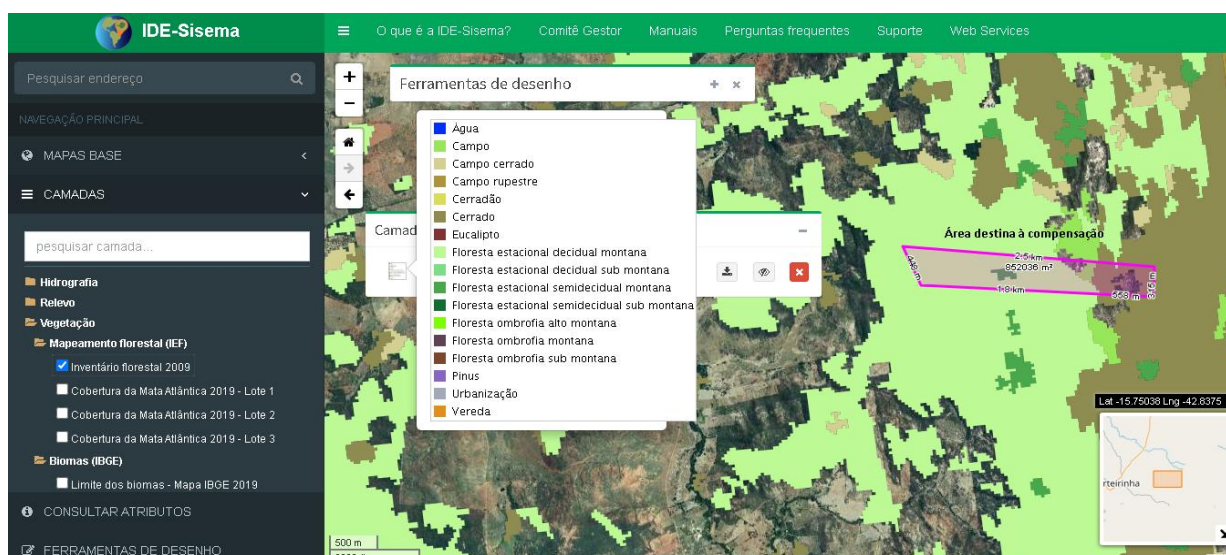 IDE-Sisema
O que é a IDE-Sisema? Comitê Gestor Manuais Perguntas frequentes Suporte Web Services
Pesquisar endereço
NAVEGAÇÃO PRINCIPAL
MAPAS BASE
CAMADAS
pesquisar camada...
Hidrografia
Relevo
Vegetação
Mapeamento florestal (IEF)
Inventário florestal 2009
Cobertura da Mata Atlântica 2019 - Lote 1
Cobertura da Mata Atlântica 2019 - Lote 2
Cobertura da Mata Atlântica 2019 - Lote 3
Biomas (IBGE)
Limite dos biomas - Mapa IBGE 2019
CONSULTAR ATRIBUTOS
FERRAMENTAS DE DESENHO
Ferramentas de desenho
Camad
Água
Campo
Campo cerrado
Campo rupestre
Cerradão
Cerrado
Eucalipto
Floresta estacional decidual montana
Floresta estacional decidual sub montana
Floresta estacional semidecidual montana
Floresta estacional semidecidual sub montana
Floresta ombrofia alto montana
Floresta ombrofia montana
Floresta ombrofia sub montana
Pinus
Urbanização
Vereda
Área destina à compensação
2.5 km
852036 m²
1.8 km
558 m
315 m
Lat -15.75038 Lng -42.8375
rteirinha
500 m